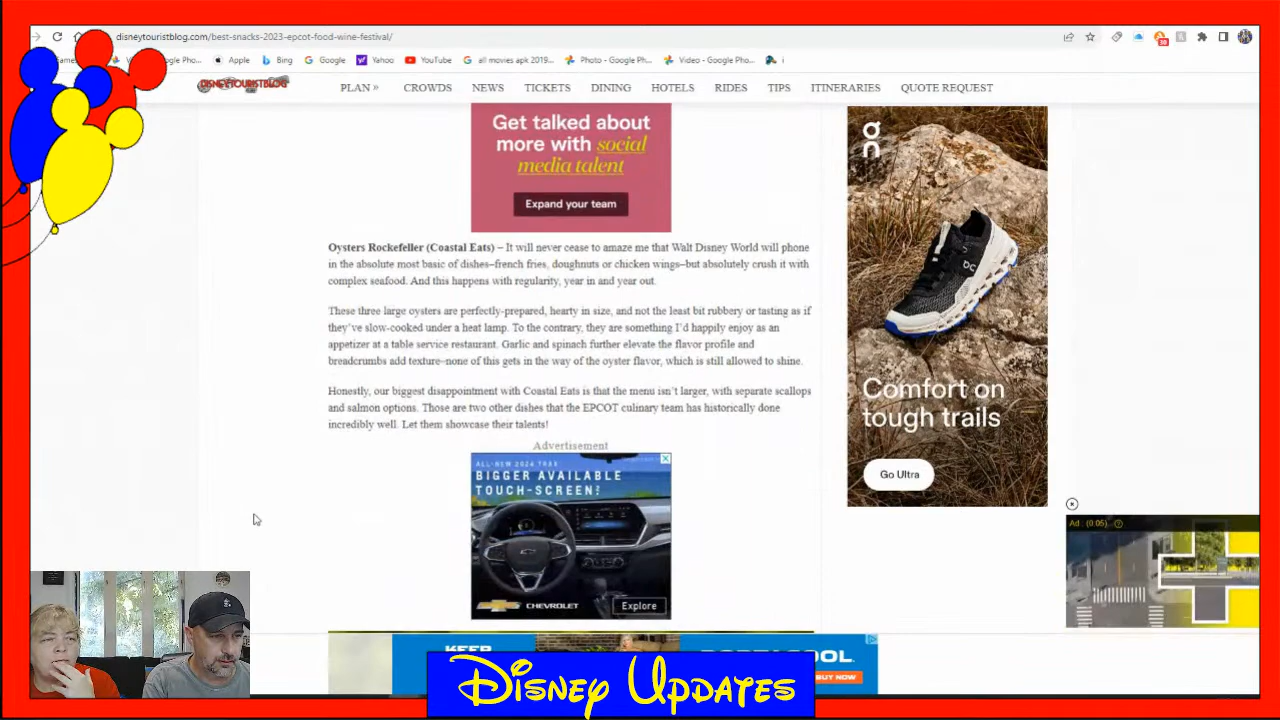 disneytouristblog.com/best-snacks-2023-epcot-food-wine-festival/
Apple
Bing
Google
Yahoo
YouTube
all movies apk 2019...
Photo - Google Ph...
Video - Google Pho...
DISNEYTOURISTBLOG
PLAN »
CROWDS
NEWS
TICKETS
DINING
HOTELS
RIDES
TIPS
ITINERARIES
QUOTE REQUEST
Get talked about
more with social
media talent
Expand your team
Oysters Rockefeller (Coastal Eats) – It will never cease to amaze me that Walt Disney World will phone
in the absolute most basic of dishes–french fries, doughnuts or chicken wings–but absolutely crush it with
complex seafood. And this happens with regularity, year in and year out.
These three large oysters are perfectly-prepared, hearty in size, and not the least bit rubbery or tasting as if
they've slow-cooked under a heat lamp. To the contrary, they are something I'd happily enjoy as an
appetizer at a table service restaurant. Garlic and spinach further elevate the flavor profile and
breadcrumbs add texture–none of this gets in the way of the oyster flavor, which is still allowed to shine.
Honestly, our biggest disappointment with Coastal Eats is that the menu isn't larger, with separate scallops
and salmon options. Those are two other dishes that the EPCOT culinary team has historically done
incredibly well. Let them showcase their talents!
Advertisement
ALL-NEW 2024 TRAX
BIGGER AVAILABLE
TOUCH-SCREEN?
CHEVROLET
Explore
on
Comfort on
tough trails
Go Ultra
Ad : (0:05)
KEEP
COOL.
BUY NOW
Disney Updates